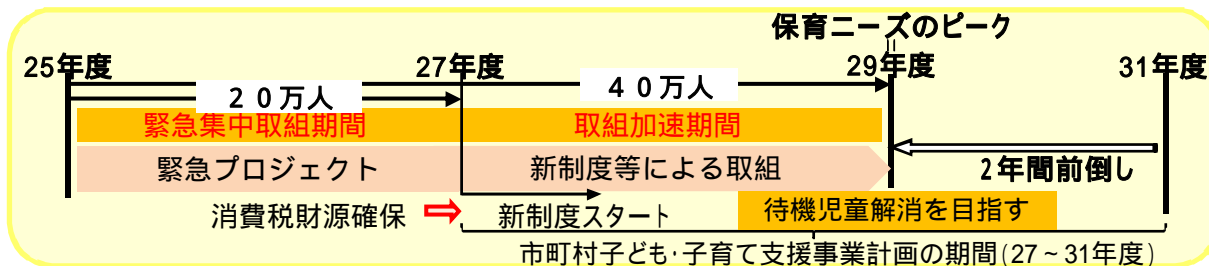 保育ニーズのピーク
25年度 27年度 29年度 31年度
20万人 40万人
緊急集中取組期間 取組加速期間
緊急プロジェクト 新制度等による取組 2年間前倒し
消費税財源確保 新制度スタート 待機児童解消を目指す
市町村子ども・子育て支援事業計画の期間(27~31年度)